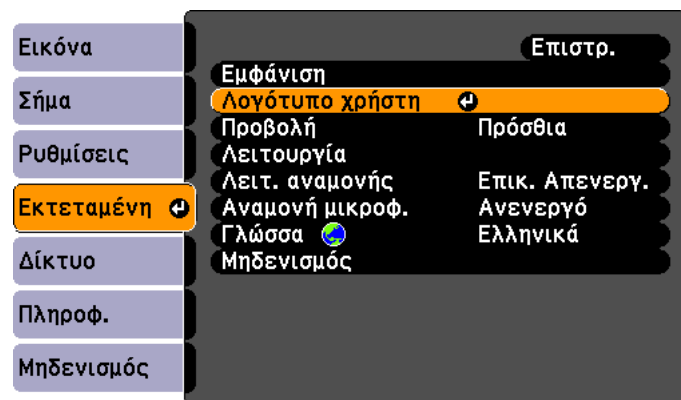 Εικόνα
Σήμα
Ρυθμίσεις
Εκτεταμένη
Δίκτυο
Πληροφ.
Μηδενισμός
Επιστρ.
Εμφάνιση
Λογότυπο χρήστη
Προβολή Πρόσθια
Λειτουργία
Λειτ. αναμονής Επικ. Απενεργ.
Αναμονή μικροφ. Ανενεργό
Γλώσσα Ελληνικά
Μηδενισμός